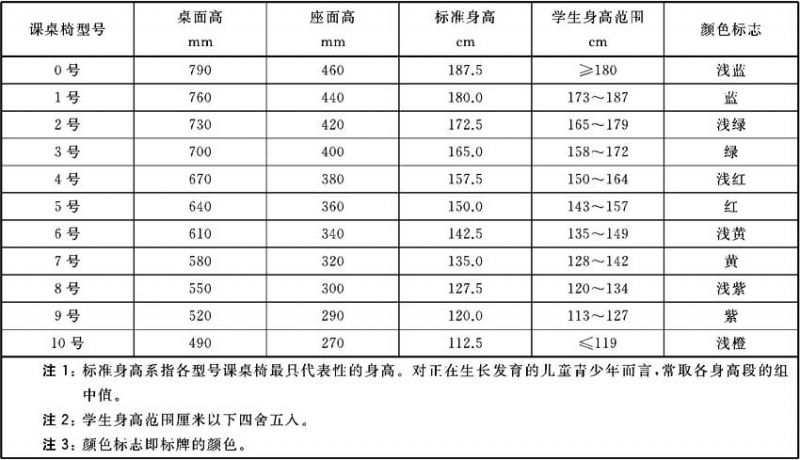 课桌椅型号 桌面高 mm 座面高 mm 标准身高 cm 学生身高范围 cm 颜色标志
0号 790 460 187.5 ≥180 浅蓝
1号 760 440 180.0 173～187 蓝
2号 730 420 172.5 165～179 浅绿
3号 700 400 165.0 158～172 绿
4号 670 380 157.5 150～164 浅红
5号 640 360 150.0 143～157 红
6号 610 340 142.5 135～149 浅黄
7号 580 320 135.0 128～142 黄
8号 550 300 127.5 120～134 浅紫
9号 520 290 120.0 113～127 紫
10号 490 270 112.5 ≤119 浅橙
注1：标准身高系指各型号课桌椅最具代表性的身高。对正在生长发育的儿童青少年而言，常取各身高段的组
中值。
注2：学生身高范围厘米以下四舍五入。
注3：颜色标志即标牌的颜色。